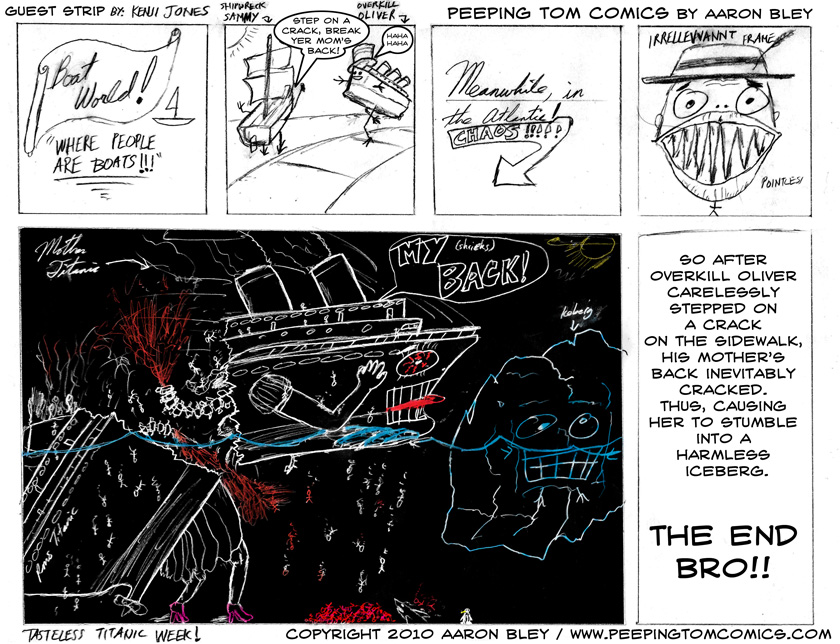 GUEST STRIP BY: KENJI JONES
PEEPING TOM COMICS BY AARON BLEY
Boat
World!
"WHERE PEOPLE
ARE BOATS!!!"
SHIPWRECK
SAMMY
OVERKILL
OLIVER
STEP ON A
CRACK, BREAK
YER MOM'S
BACK!
HAHA
HAHA
Meanwhile, in
the Atlantic!
CHAOS !!!!!
IRRELLEVVANNT FRAME
POINTLESS!
Mother
Titanic
MY (shrieks)
BACK!
Iceberg
RMS Titanic
SO AFTER
OVERKILL OLIVER
CARELESSLY
STEPPED ON
A CRACK
ON THE SIDEWALK,
HIS MOTHER'S
BACK INEVITABLY
CRACKED.
THUS, CAUSING
HER TO STUMBLE
INTO A
HARMLESS
ICEBERG.
THE END
BRO!!
TASTELESS TITANIC WEEK!
COPYRIGHT 2010 AARON BLEY / WWW.PEEPINGTOMCOMICS.COM